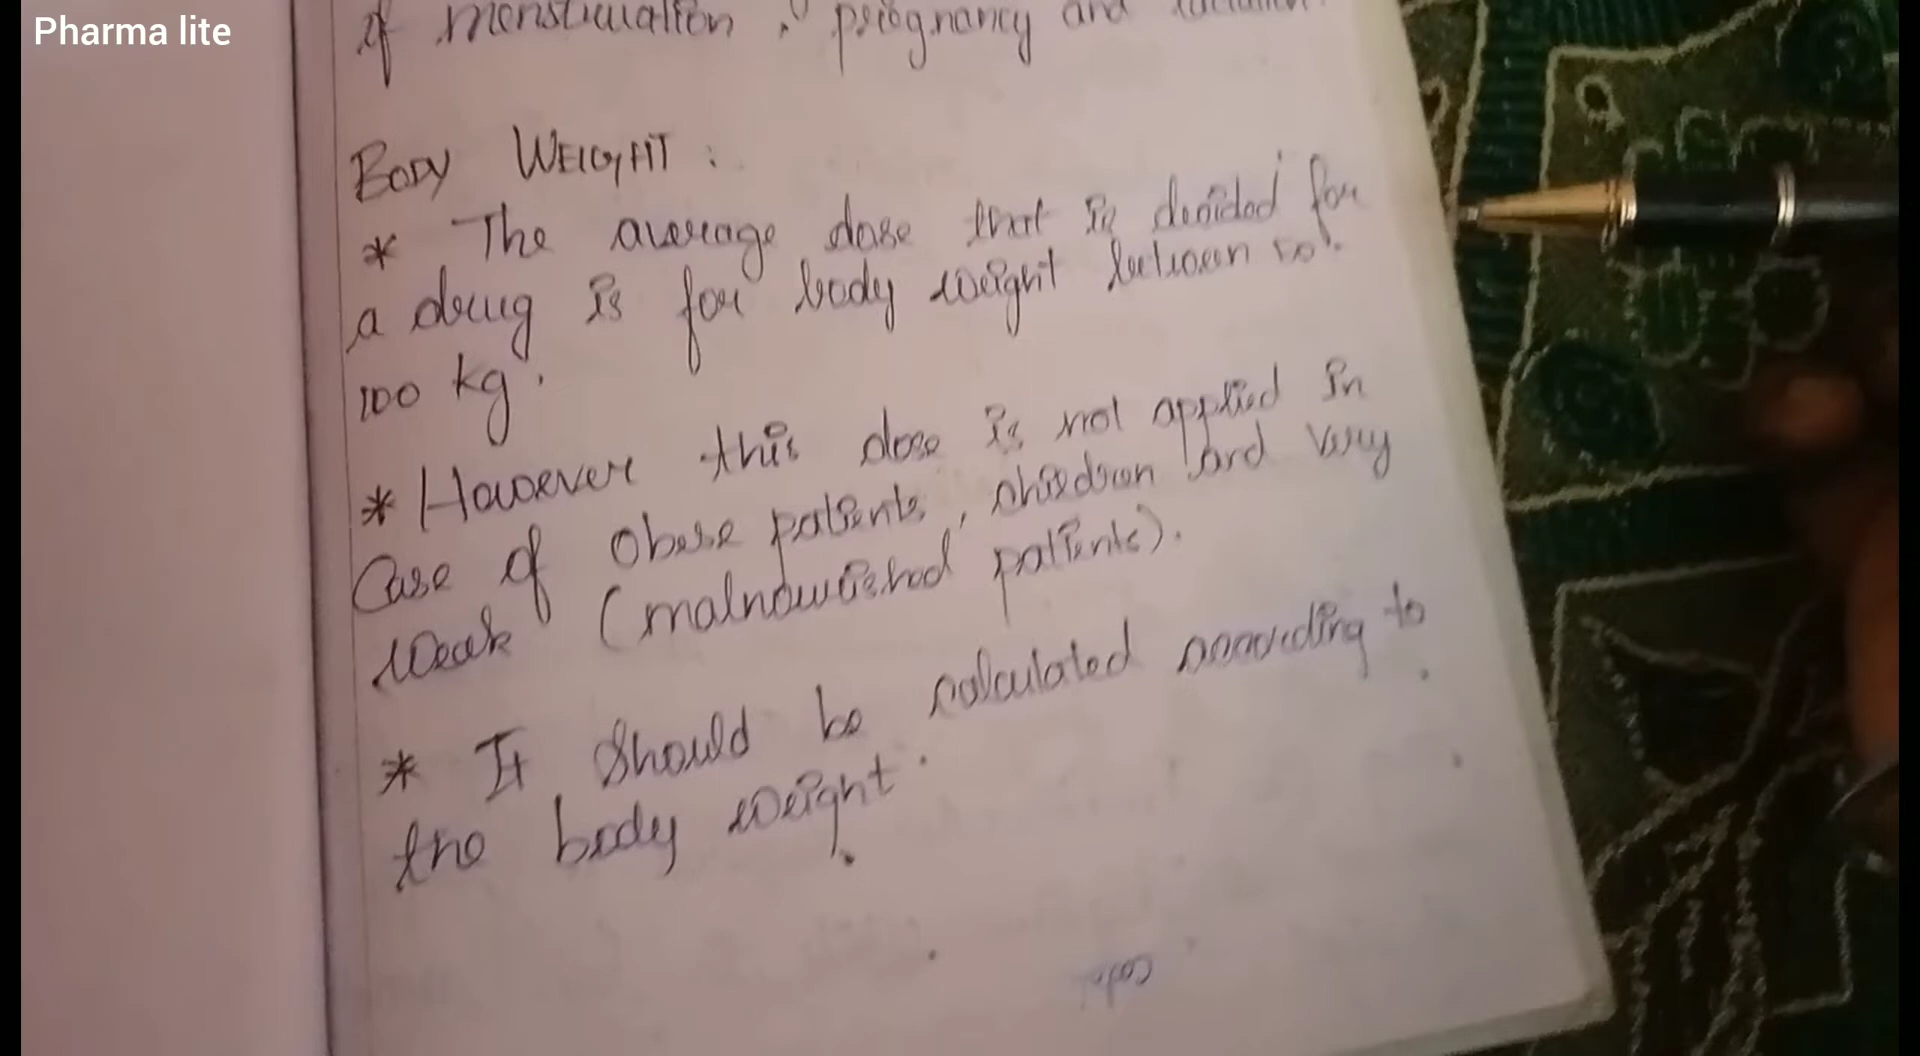 Pharma lite
of menstruation, pregnancy and
BODY WEIGHT :
* The average dose that is decided for
a drug is for body weight between 50-
100 kg.
* However this dose is not applied in
Case of Obese patients, children and very
weak (malnourished patients).
* It should be calculated according to
the body weight.